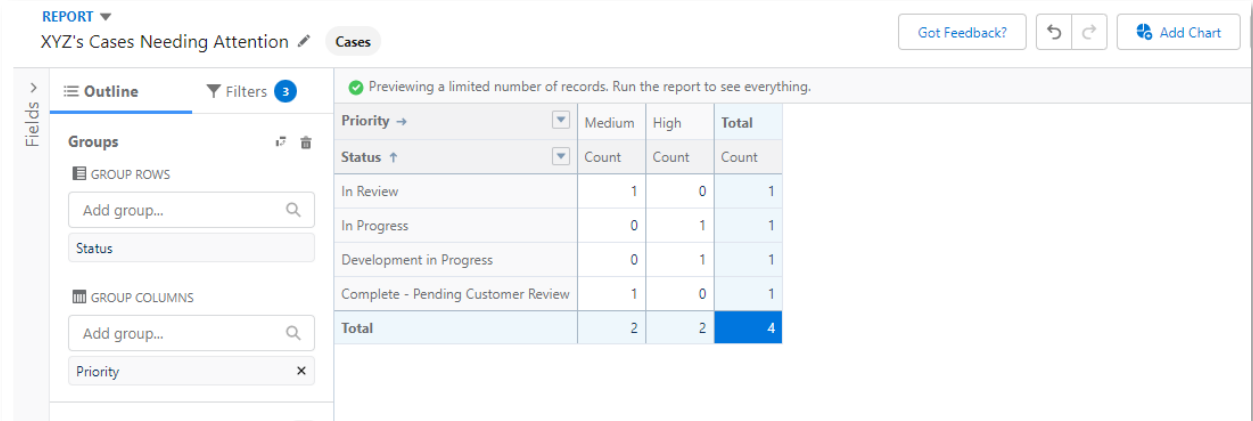 REPORT
XYZ's Cases Needing Attention Cases
Got Feedback? Add Chart
Fields
Outline Filters 3
Groups
GROUP ROWS
Add group...
Status
GROUP COLUMNS
Add group...
Priority
Previewing a limited number of records. Run the report to see everything.
Priority → Medium High Total
Status ↑ Count Count Count
In Review 1 0 1
In Progress 0 1 1
Development in Progress 0 1 1
Complete - Pending Customer Review 1 0 1
Total 2 2 4